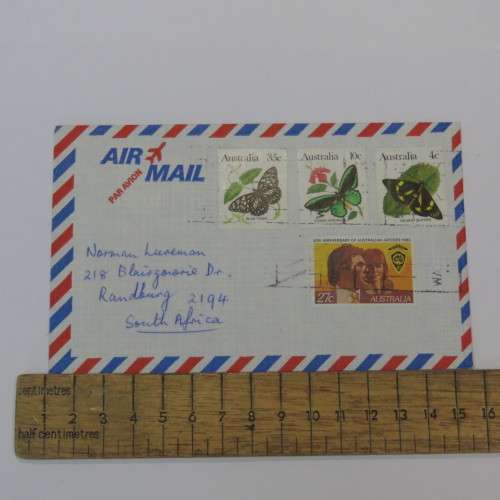 AIR MAIL
PAR AVION
Australia 35c
Australia 10c
Australia 4c
27c AUSTRALIA
Norman
218 Blairgowrie Dr.
Randburg 2194
South Africa
centimetres
1 2 3 4 5 6 7 8 9 10 11 12 13 14 15 16
half centimetres